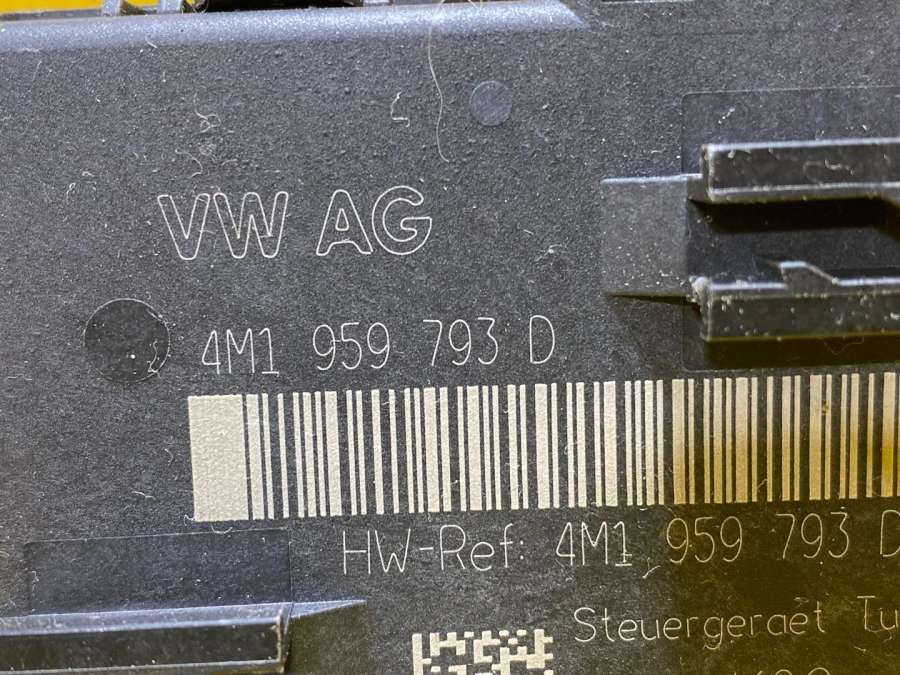 VW AG
4M1 959 793 D
HW-Ref: 4M1 959 793 D
Steuergeraet